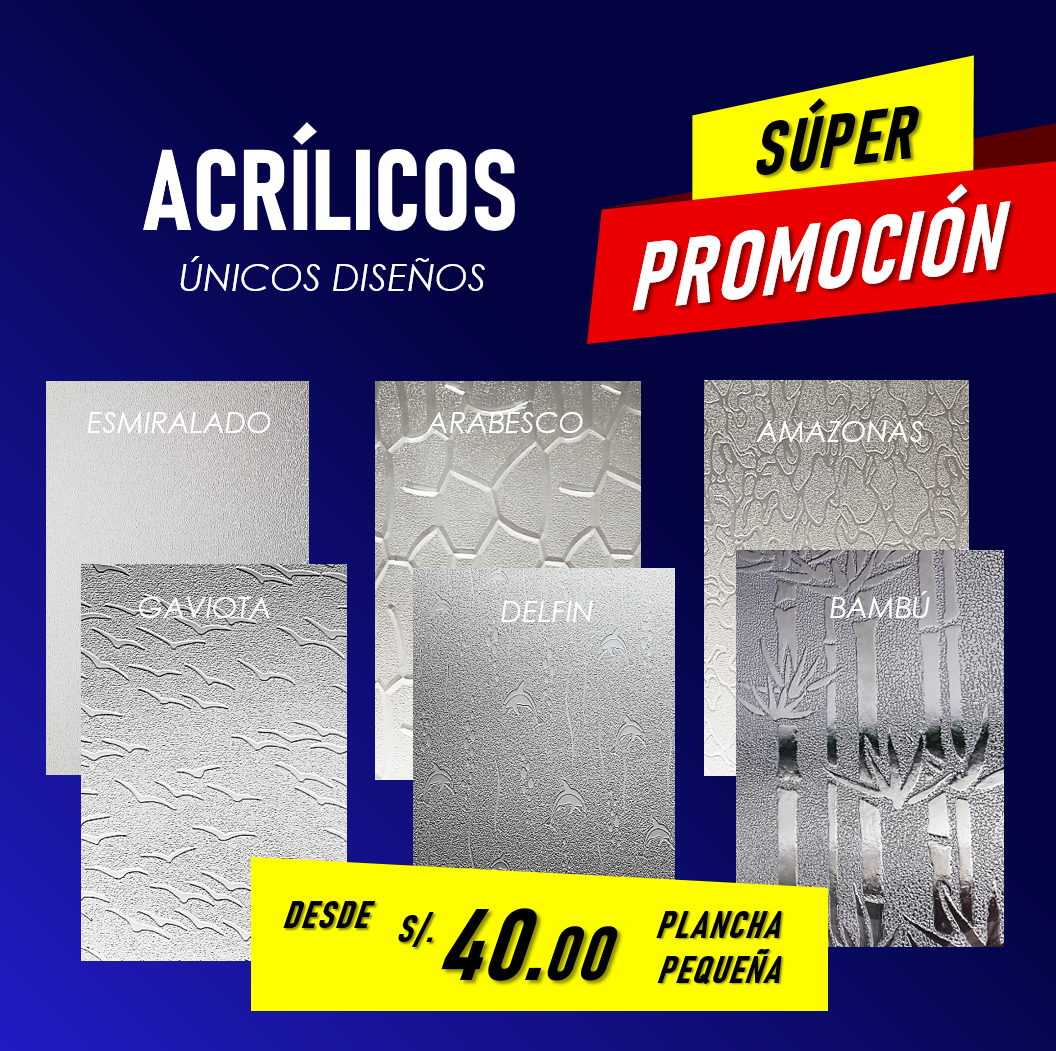 ACRÍLICOS
ÚNICOS DISEÑOS
SÚPER
PROMOCIÓN
ESMIRALADO
ARABESCO
AMAZONAS
GAVIOTA
DELFIN
BAMBÚ
DESDE S/. 40.00
PLANCHA
PEQUEÑA